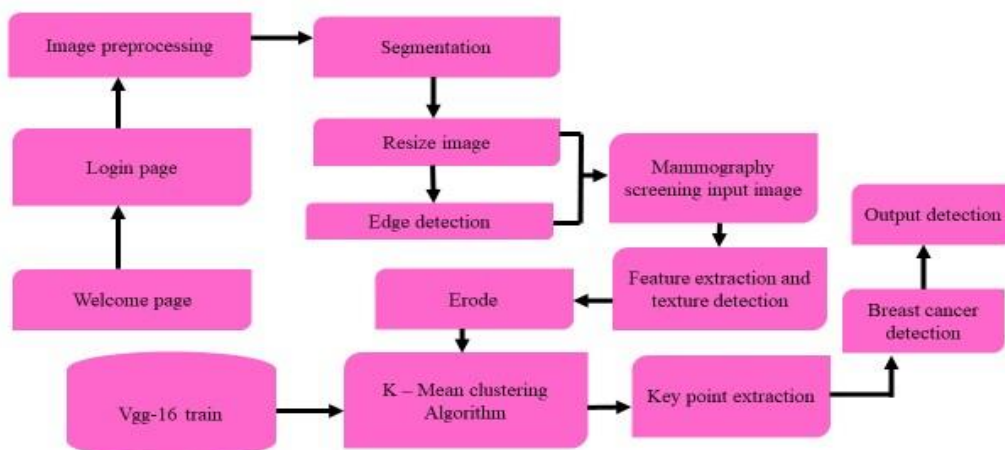 Image preprocessing
Segmentation
Login page
Resize image
Edge detection
Mammography
screening input image
Output detection
Welcome page
Erode
Feature extraction and
texture detection
Breast cancer
detection
Vgg-16 train
K – Mean clustering
Algorithm
Key point extraction